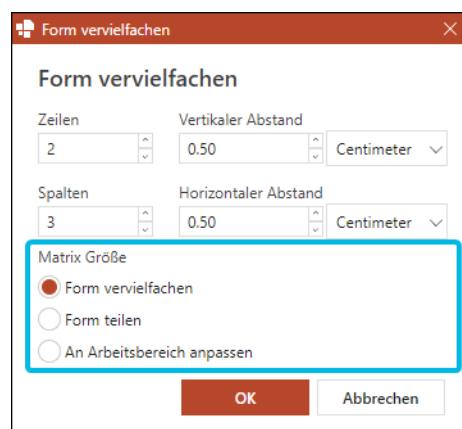 Form vervielfachen
Form vervielfachen
Zeilen Vertikaler Abstand
2 0.50 Centimeter
Spalten Horizontaler Abstand
3 0.50 Centimeter
Matrix Größe
Form vervielfachen
Form teilen
An Arbeitsbereich anpassen
OK Abbrechen